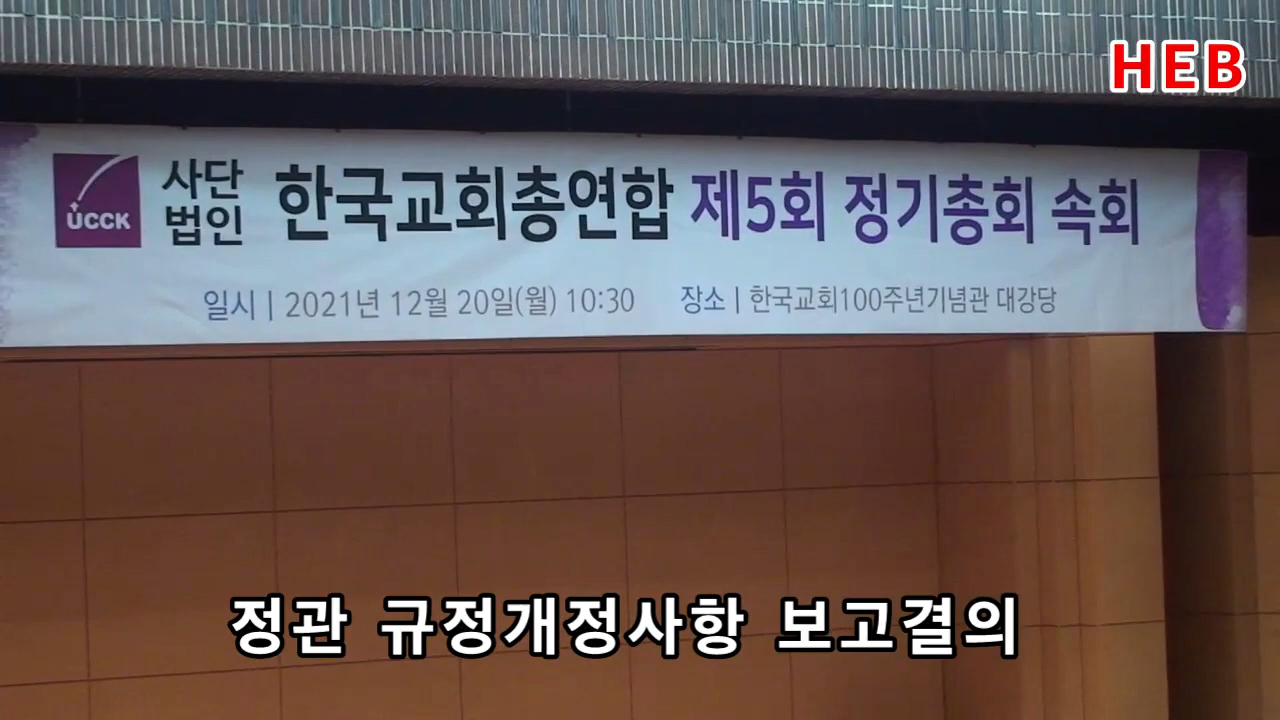 HEB
UCCK
사단
법인
한국교회총연합 제5회 정기총회 속회
일시 | 2021년 12월 20일(월) 10:30 장소 | 한국교회100주년기념관 대강당
정관 규정개정사항 보고결의